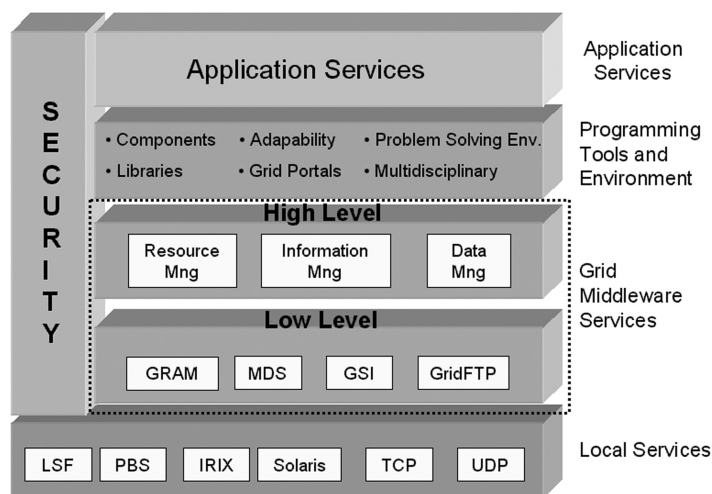 SECURITY
Application Services
Application
Services
• Components • Adapability • Problem Solving Env.
• Libraries • Grid Portals • Multidisciplinary
Programming
Tools and
Environment
High Level
Resource
Mng
Information
Mng
Data
Mng
Low Level
GRAM MDS GSI GridFTP
Grid
Middleware
Services
LSF PBS IRIX Solaris TCP UDP
Local Services